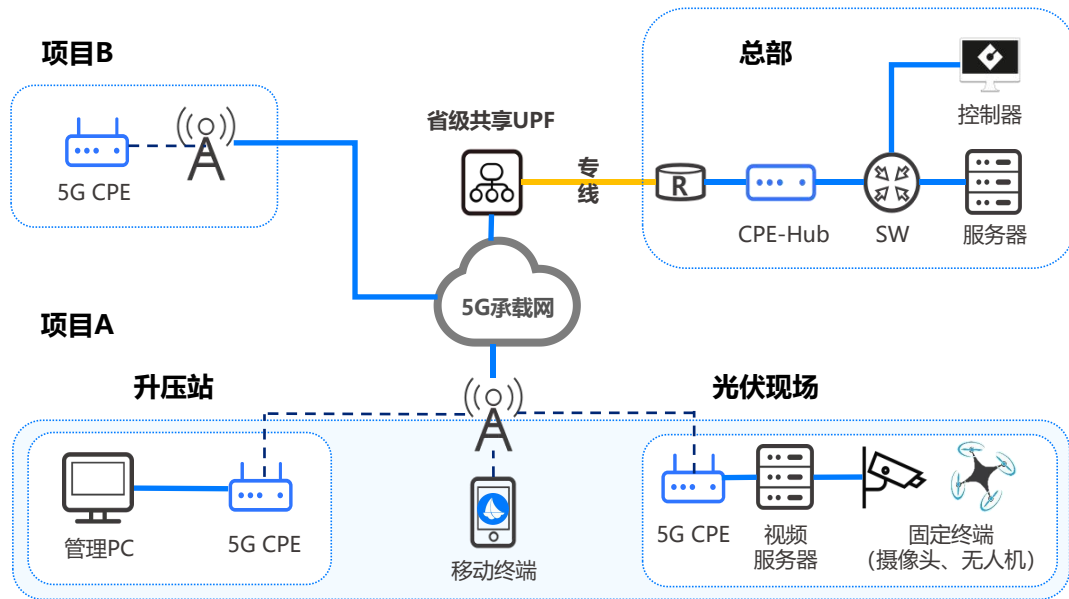 项目B
5G CPE
省级共享UPF
专
线
总部
控制器
R
CPE-Hub
SW
服务器
5G承载网
项目A
升压站
光伏现场
管理PC
5G CPE
移动终端
5G CPE
视频
服务器
固定终端
(摄像头、无人机)